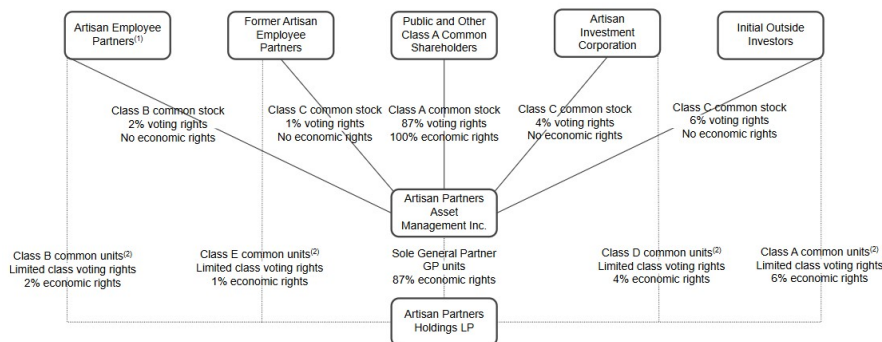 Artisan Employee
Partners(1)
Former Artisan
Employee
Partners
Public and Other
Class A Common
Shareholders
Artisan
Investment
Corporation
Initial Outside
Investors
Class B common stock
2% voting rights
No economic rights
Class C common stock
1% voting rights
No economic rights
Class A common stock
87% voting rights
100% economic rights
Class C common stock
4% voting rights
No economic rights
Class C common stock
6% voting rights
No economic rights
Artisan Partners
Asset
Management Inc.
Class B common units(2)
Limited class voting rights
2% economic rights
Class E common units(2)
Limited class voting rights
1% economic rights
Sole General Partner
GP units
87% economic rights
Class D common units(2)
Limited class voting rights
4% economic rights
Class A common units(2)
Limited class voting rights
6% economic rights
Artisan Partners
Holdings LP